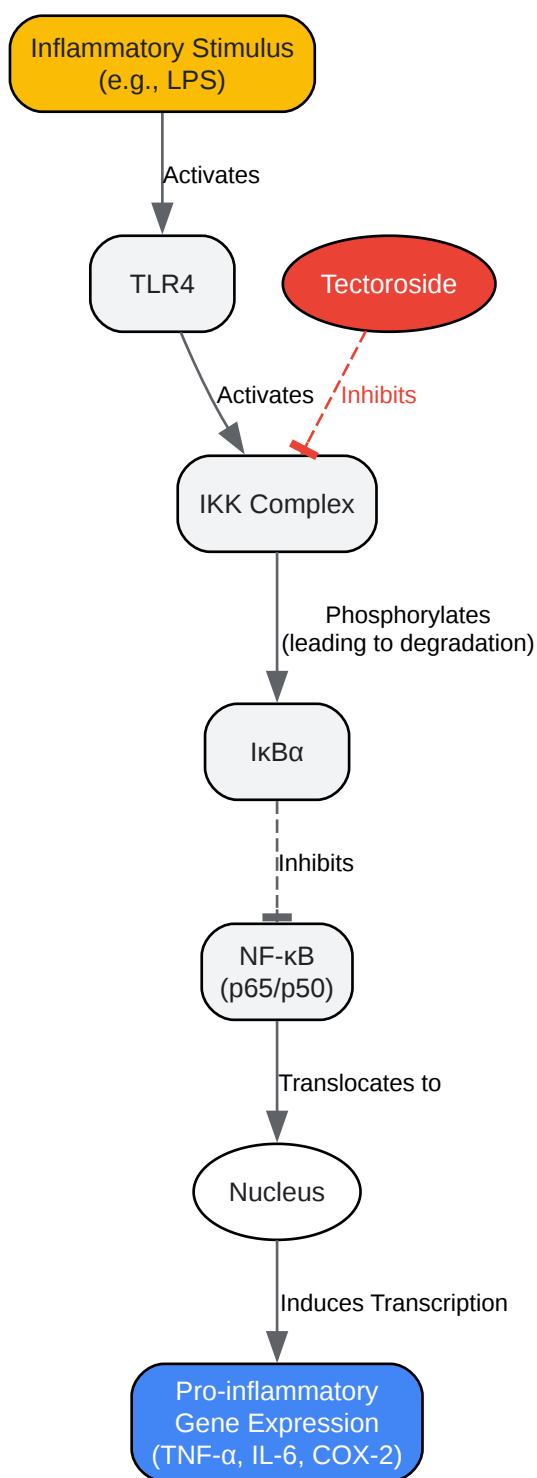 Inflammatory Stimulus
(e.g., LPS)
Activates
TLR4
Tectoroside
Activates
Inhibits
IKK Complex
Phosphorylates
(leading to degradation)
IκBα
Inhibits
NF-κB
(p65/p50)
Translocates to
Nucleus
Induces Transcription
Pro-inflammatory
Gene Expression
(TNF-α, IL-6, COX-2)